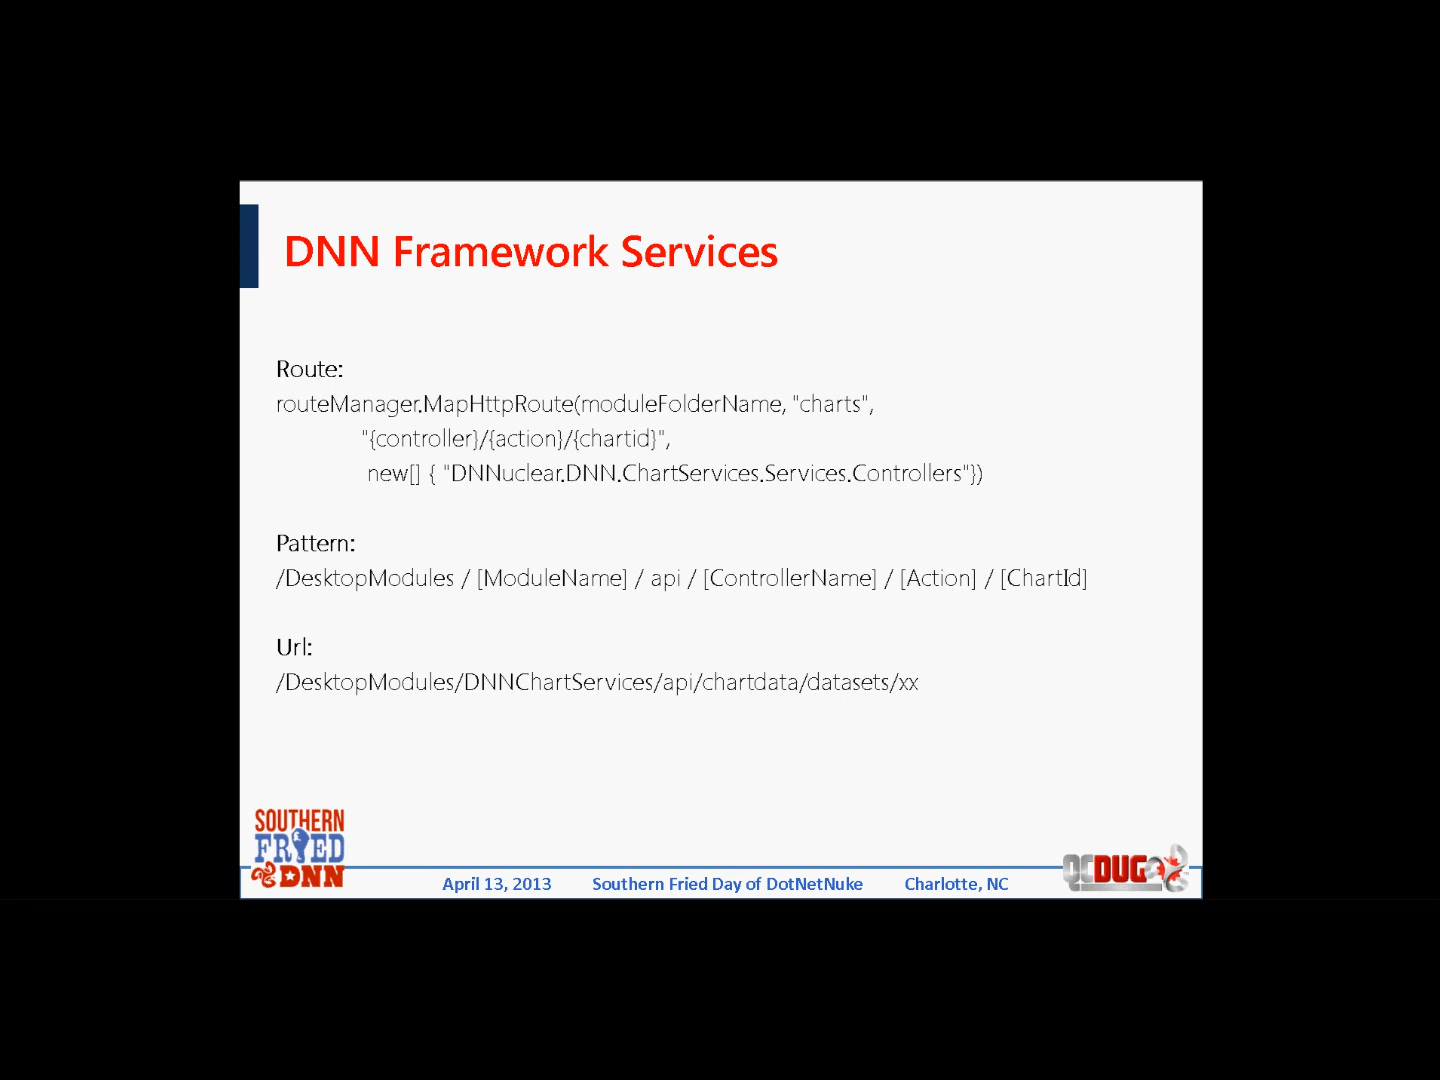 DNN Framework Services
Route:
routeManager.MapHttpRoute(moduleFolderName, "charts",
"{controller}/{action}/{chartid}",
new[] { "DNNuclear.DNN.ChartServices.Services.Controllers"})
Pattern:
/DesktopModules / [ModuleName] / api / [ControllerName] / [Action] / [ChartId]
Url:
/DesktopModules/DNNChartServices/api/chartdata/datasets/xx
SOUTHERN
FRIED
DNN
April 13, 2013 Southern Fried Day of DotNetNuke Charlotte, NC
QCDUG